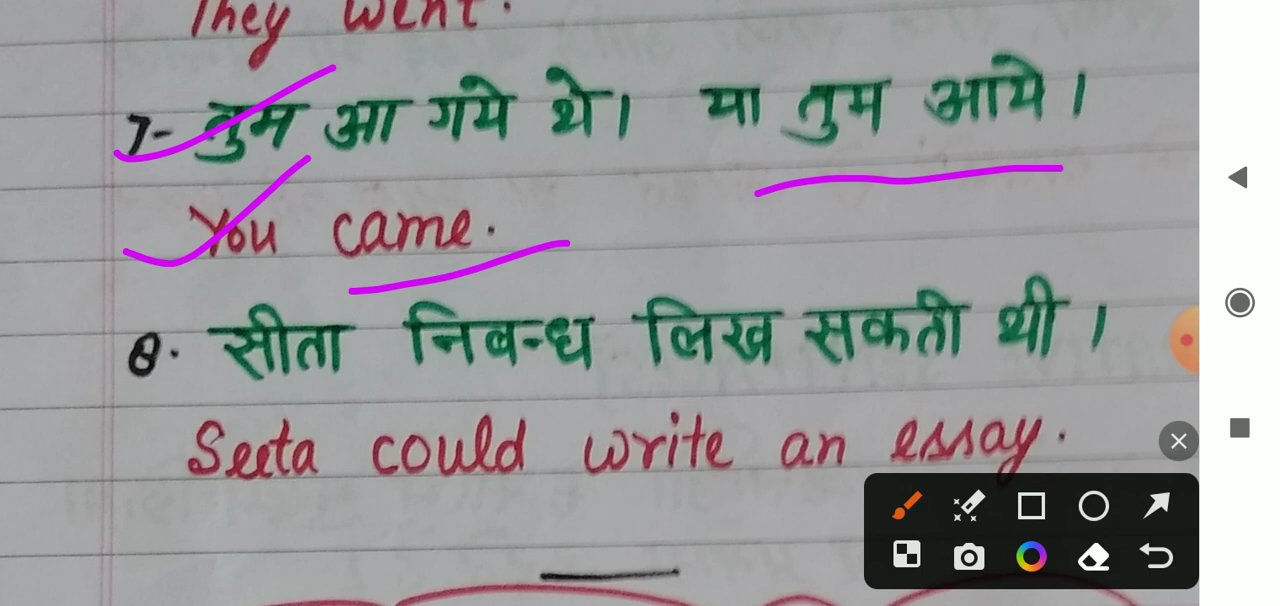 They went.
7- तुम आ गये थे। या तुम आये।
You came.
8. सीता निबन्ध लिख सकती थी।
Seeta could write an essay.